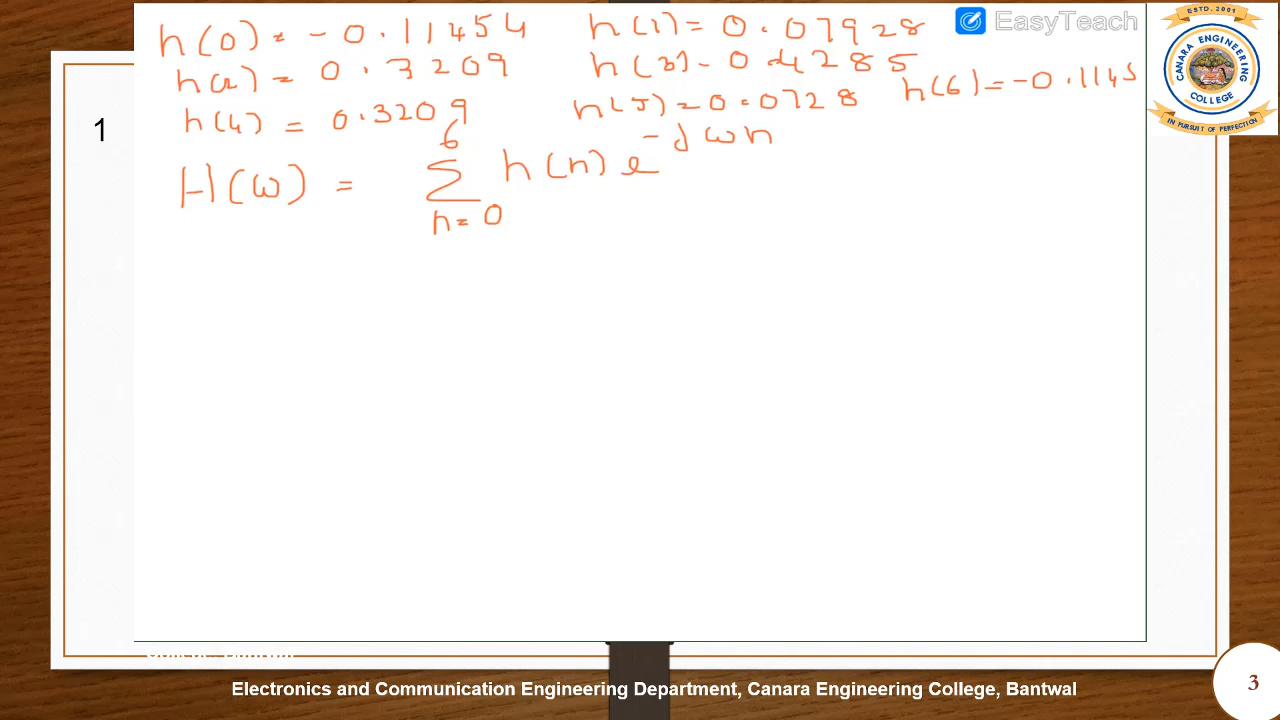 EasyTeach
ESTD. 2001
CANARA ENGINEERING
COLLEGE
IN PURSUIT OF PERFECTION
1
h(0) = -0.11454 h(1) = 0.07928
h(2) = 0.3209 h(3) - 0.4285
h(4) = 0.3209 h(5) = 0.0728 h(6) = -0.1145
H(ω) = 6 Σ n=0 h(n) e^-jωn
Electronics and Communication Engineering Department, Canara Engineering College, Bantwal
3